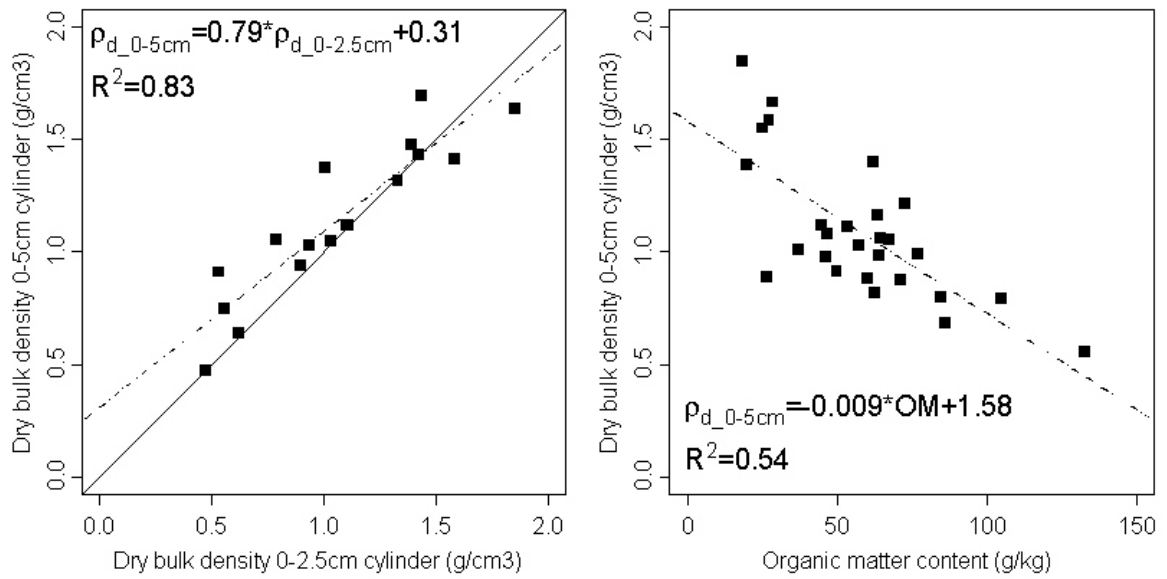 ρd_0-5cm=0.79*ρd_0-2.5cm+0.31
R2=0.83
Dry bulk density 0-5cm cylinder (g/cm3)
2.0
1.5
1.0
0.5
0.0
0.0 0.5 1.0 1.5 2.0
Dry bulk density 0-2.5cm cylinder (g/cm3)
Dry bulk density 0-5cm cylinder (g/cm3)
2.0
1.5
1.0
0.5
0.0
ρd_0-5cm=-0.009*OM+1.58
R2=0.54
0 50 100 150
Organic matter content (g/kg)